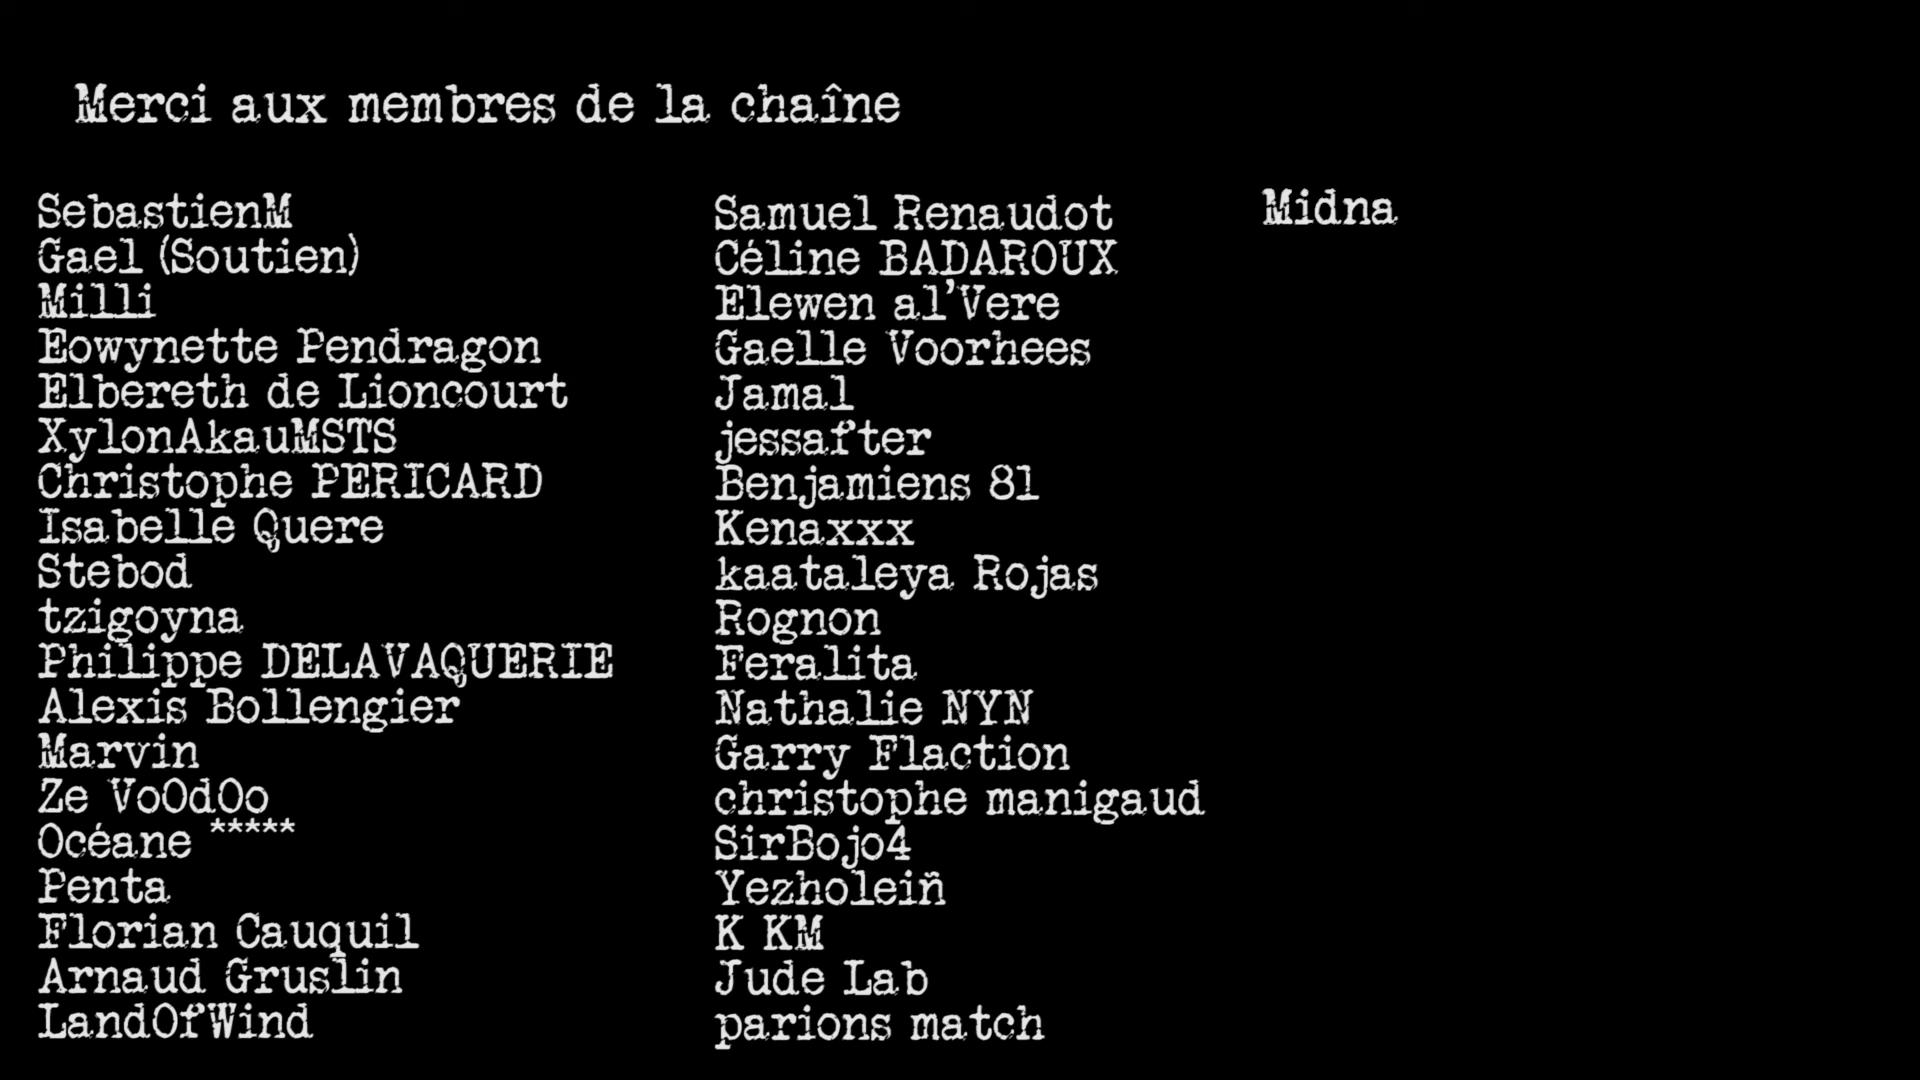 Merci aux membres de la chaîne
SebastienM
Gael (Soutien)
Milli
Eowynette Pendragon
Elbereth de Lioncourt
XylonAkauMSTS
Christophe PERICARD
Isabelle Quere
Stebod
tzigoyna
Philippe DELAVAQUERIE
Alexis Bollengier
Marvin
Ze VoOdOo
Océane *****
Penta
Florian Cauquil
Arnaud Gruslin
LandOfWind
Samuel Renaudot
Céline BADAROUX
Elewen al'Vere
Gaelle Voorhees
Jamal
jessafter
Benjamiens 81
Kenaxxx
kaataleya Rojas
Rognon
Feralita
Nathalie NYN
Garry Flaction
christophe manigaud
SirBojo4
Yezholeiñ
K KM
Jude Lab
parions match
Midna